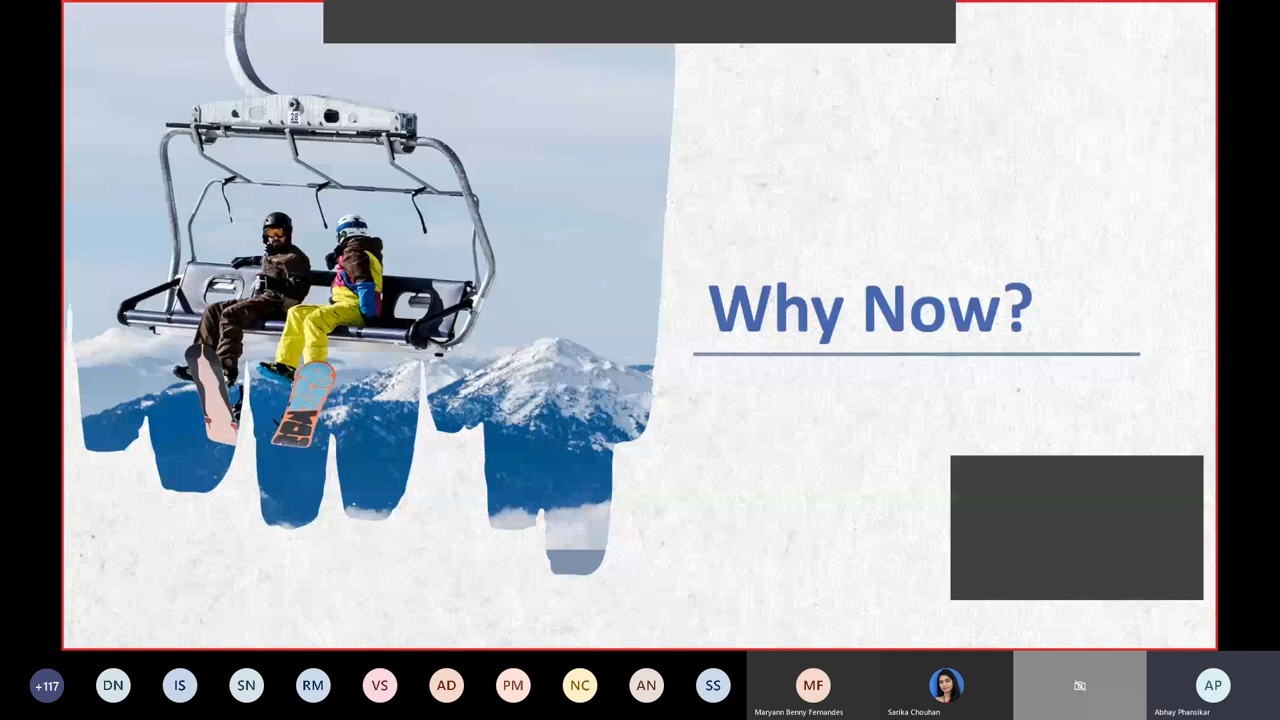 28
Why Now?
+117
DN
IS
SN
RM
VS
AD
PM
NC
AN
SS
MF
Maryann Benny Fernandes
Sarika Chouhan
AP
Abhay Phansikar